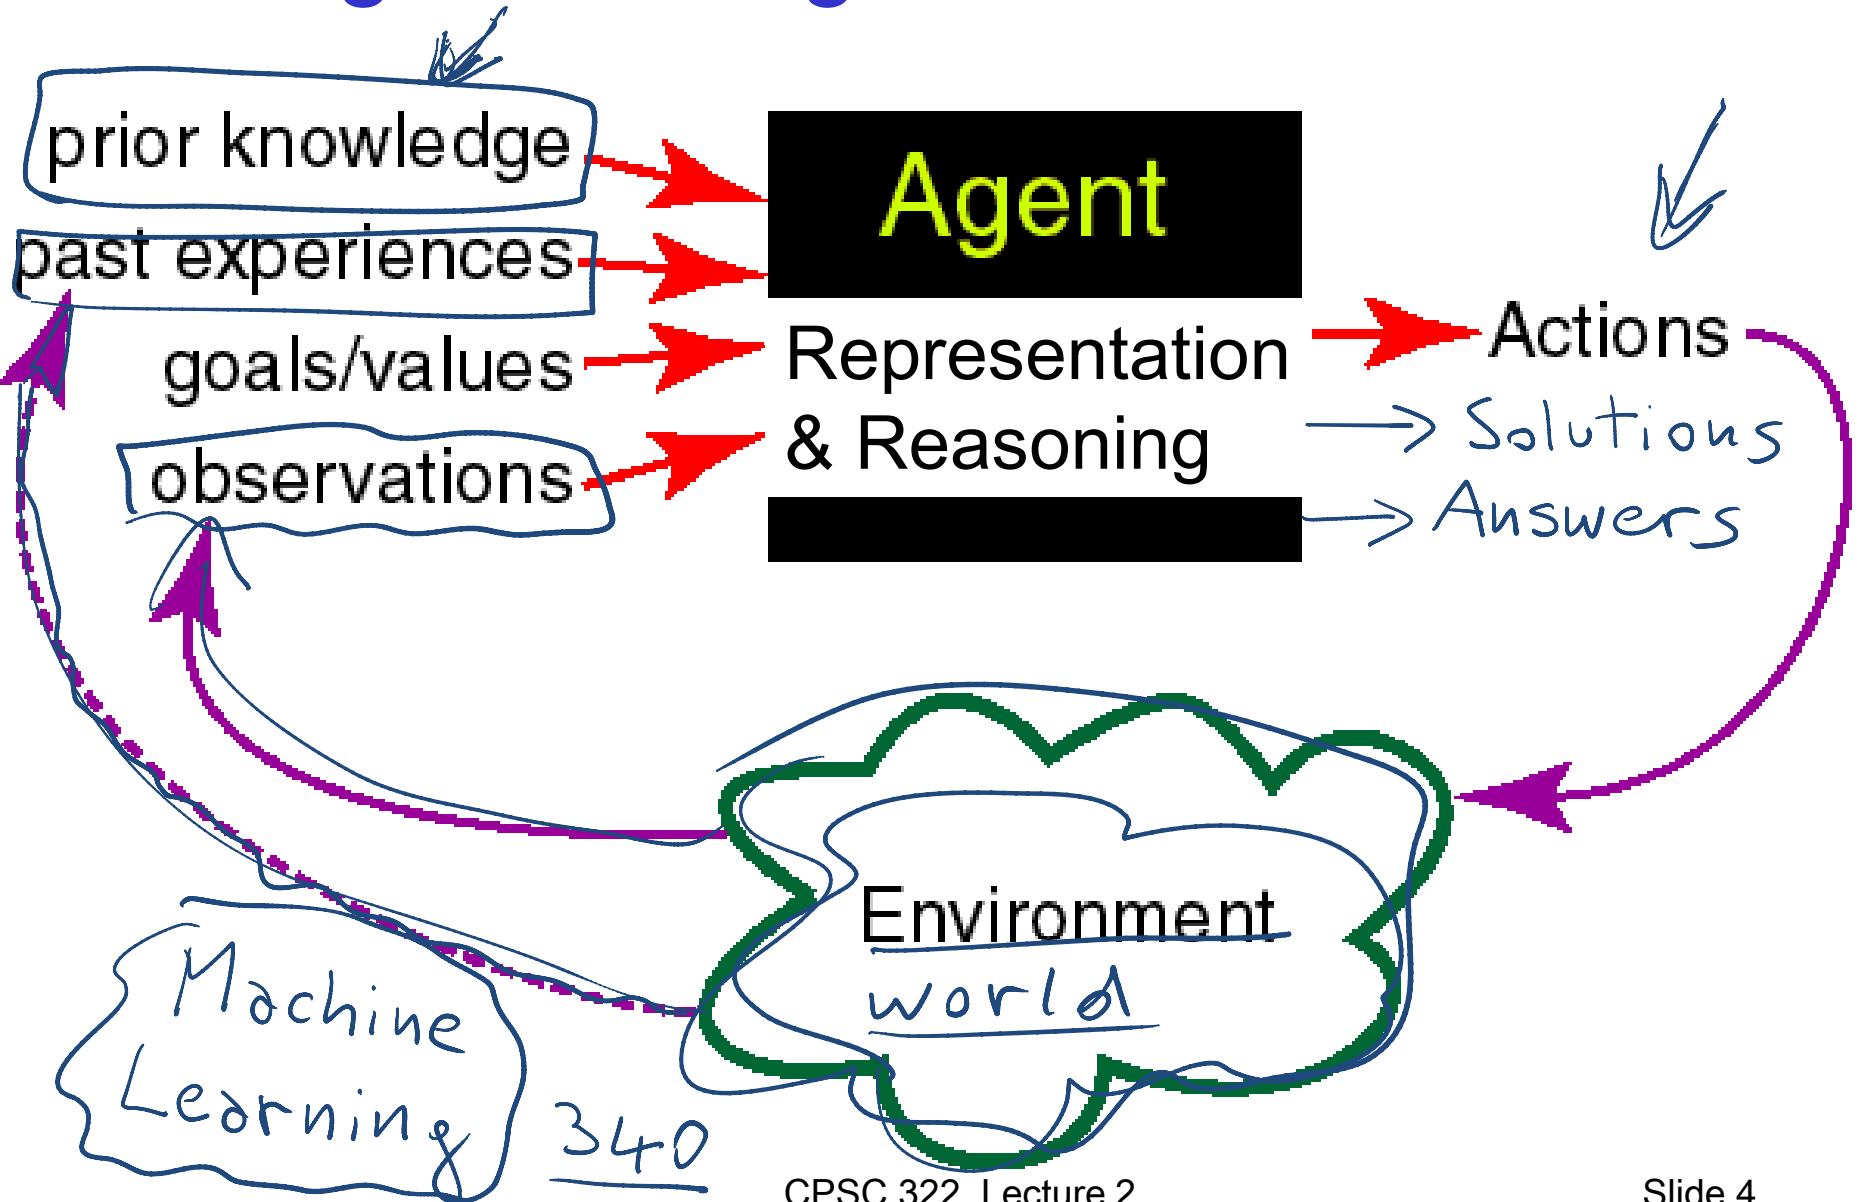 prior knowledge
past experiences
goals/values
observations
Agent
Representation
& Reasoning
Actions
→ Solutions
→ Answers
Environment
world
Machine
Learning
340
CPSC 322, Lecture 2
Slide 4